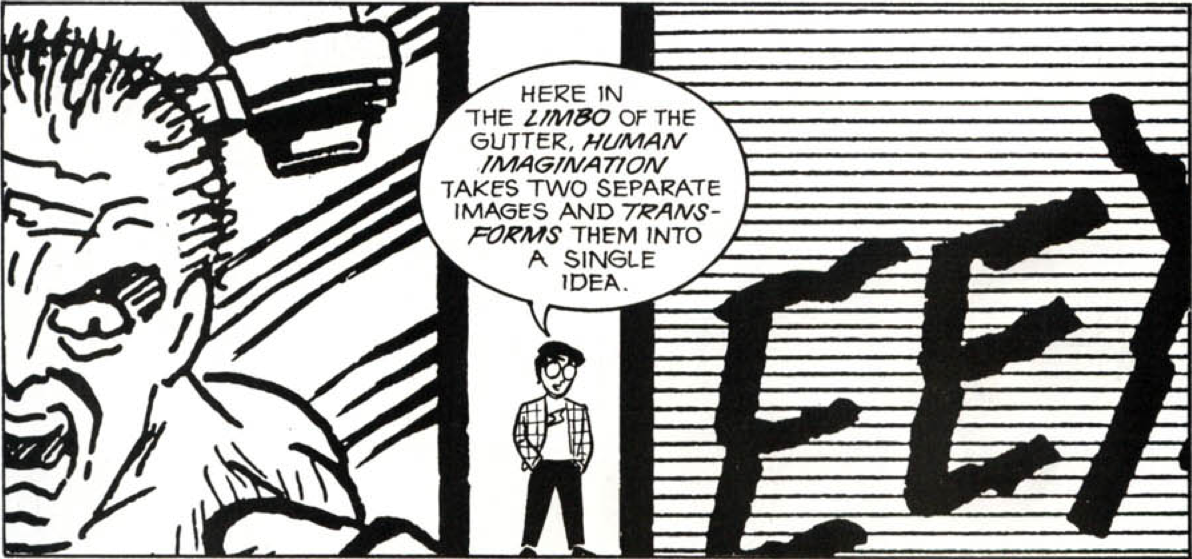 HERE IN
THE LIMBO OF THE
GUTTER, HUMAN
IMAGINATION
TAKES TWO SEPARATE
IMAGES AND TRANS-
FORMS THEM INTO
A SINGLE
IDEA.
EEY